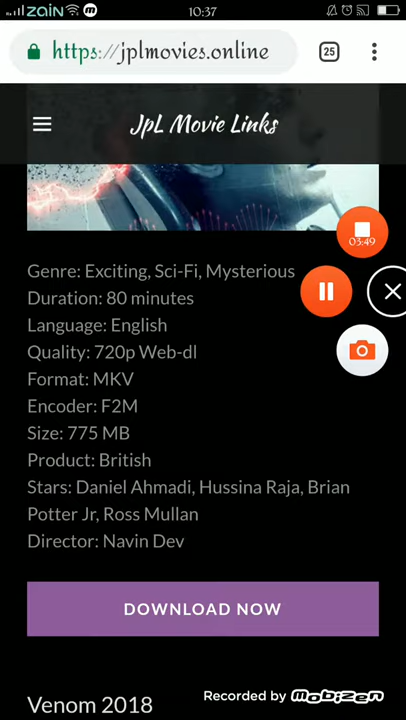 zain
10:37
https://jplmovies.online
25
JpL Movie Links
03:49
Genre: Exciting, Sci-Fi, Mysterious
Duration: 80 minutes
Language: English
Quality: 720p Web-dl
Format: MKV
Encoder: F2M
Size: 775 MB
Product: British
Stars: Daniel Ahmadi, Hussina Raja, Brian
Potter Jr, Ross Mullan
Director: Navin Dev
DOWNLOAD NOW
Venom 2018
Recorded by mobizen